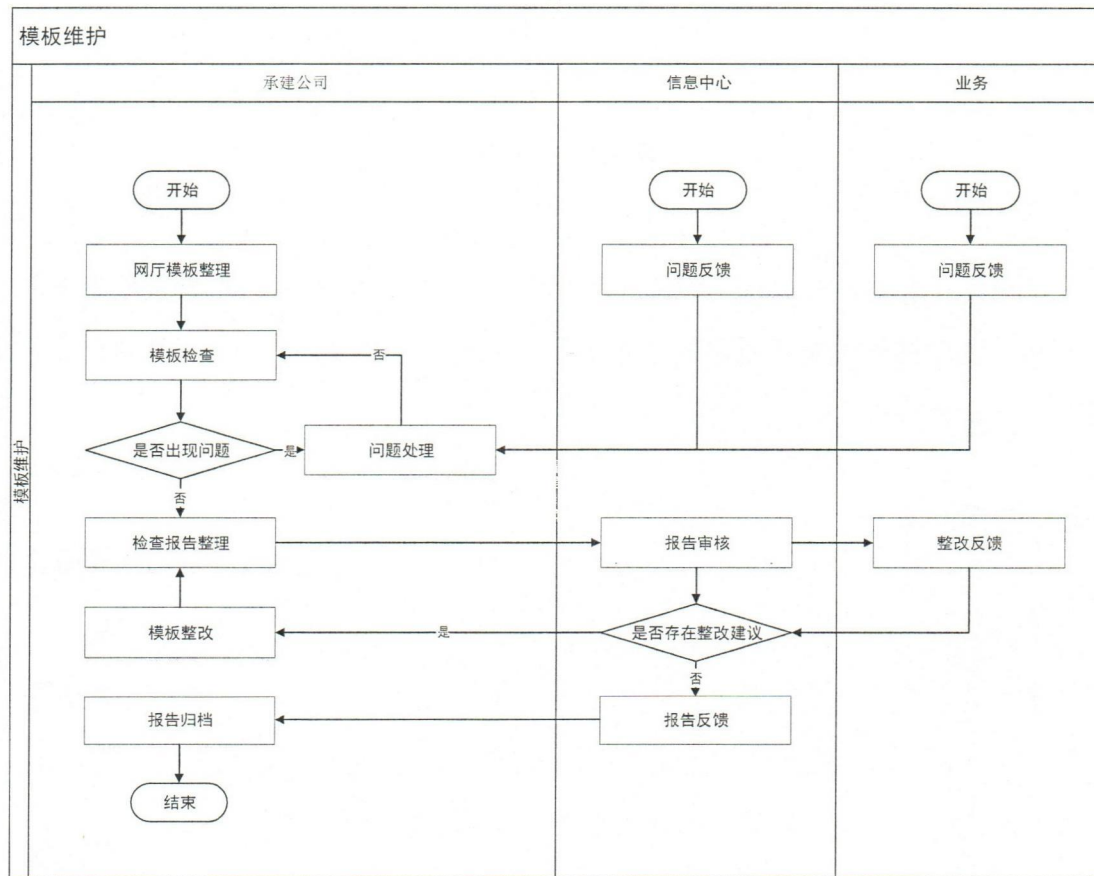 模板维护
承建公司
信息中心
业务
模板维护
开始
开始
开始
网厅模板整理
问题反馈
问题反馈
模板检查
否
是否出现问题
是
问题处理
否
检查报告整理
报告审核
整改反馈
模板整改
是
是否存在整改建议
否
报告归档
报告反馈
结束